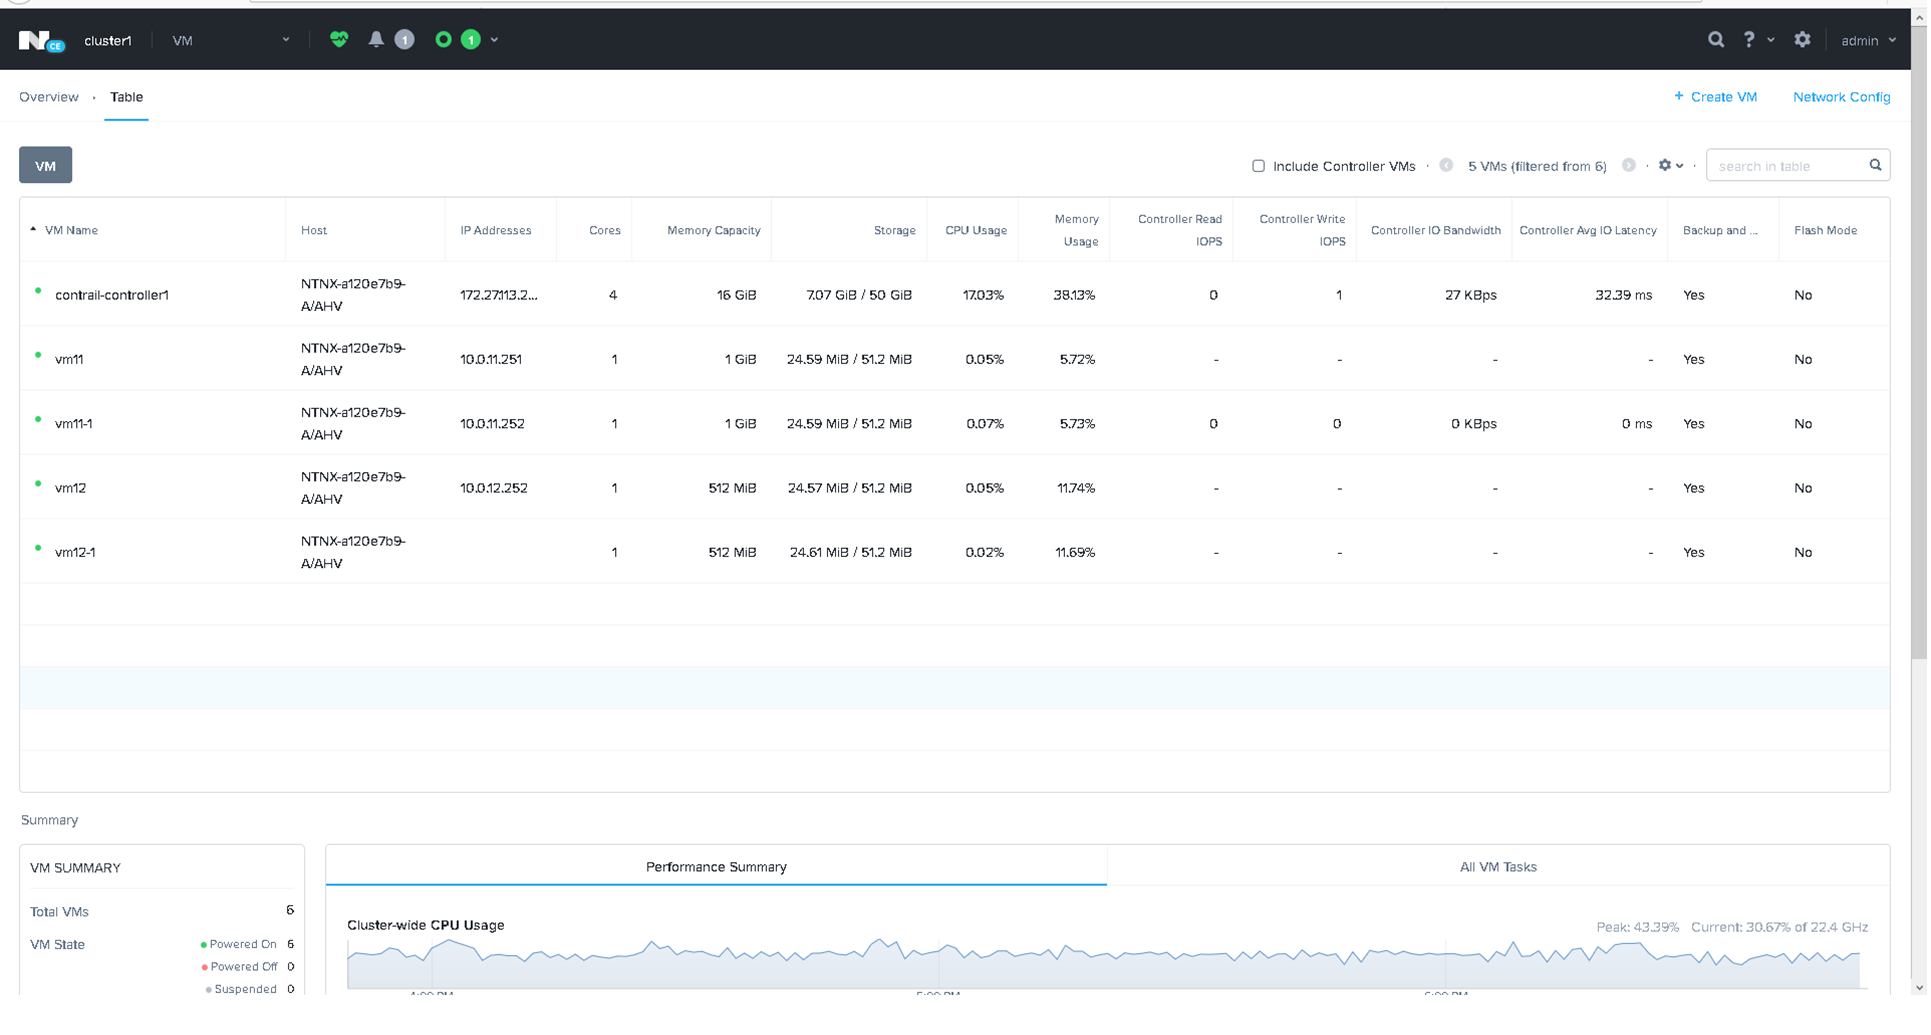 N CE cluster1 VM 1 1 ? admin
Overview · Table + Create VM Network Config
VM Include Controller VMs · 5 VMs (filtered from 6) · · search in table
VM Name Host IP Addresses Cores Memory Capacity Storage CPU Usage Memory Usage Controller Read IOPS Controller Write IOPS Controller IO Bandwidth Controller Avg IO Latency Backup and ... Flash Mode
contrail-controller1 NTNX-a120e7b9-A/AHV 172.27.113.2... 4 16 GiB 7.07 GiB / 50 GiB 17.03% 38.13% 0 1 27 KBps 32.39 ms Yes No
vm11 NTNX-a120e7b9-A/AHV 10.0.11.251 1 1 GiB 24.59 MiB / 51.2 MiB 0.05% 5.72% - - - - Yes No
vm11-1 NTNX-a120e7b9-A/AHV 10.0.11.252 1 1 GiB 24.59 MiB / 51.2 MiB 0.07% 5.73% 0 0 0 KBps 0 ms Yes No
vm12 NTNX-a120e7b9-A/AHV 10.0.12.252 1 512 MiB 24.57 MiB / 51.2 MiB 0.05% 11.74% - - - - Yes No
vm12-1 NTNX-a120e7b9-A/AHV 1 512 MiB 24.61 MiB / 51.2 MiB 0.02% 11.69% - - - - Yes No
Summary
VM SUMMARY
Total VMs 6
VM State Powered On 6
Powered Off 0
Suspended 0
Performance Summary All VM Tasks
Cluster-wide CPU Usage Peak: 43.39% Current: 30.67% of 22.4 GHz
4:00 PM 5:00 PM 6:00 PM